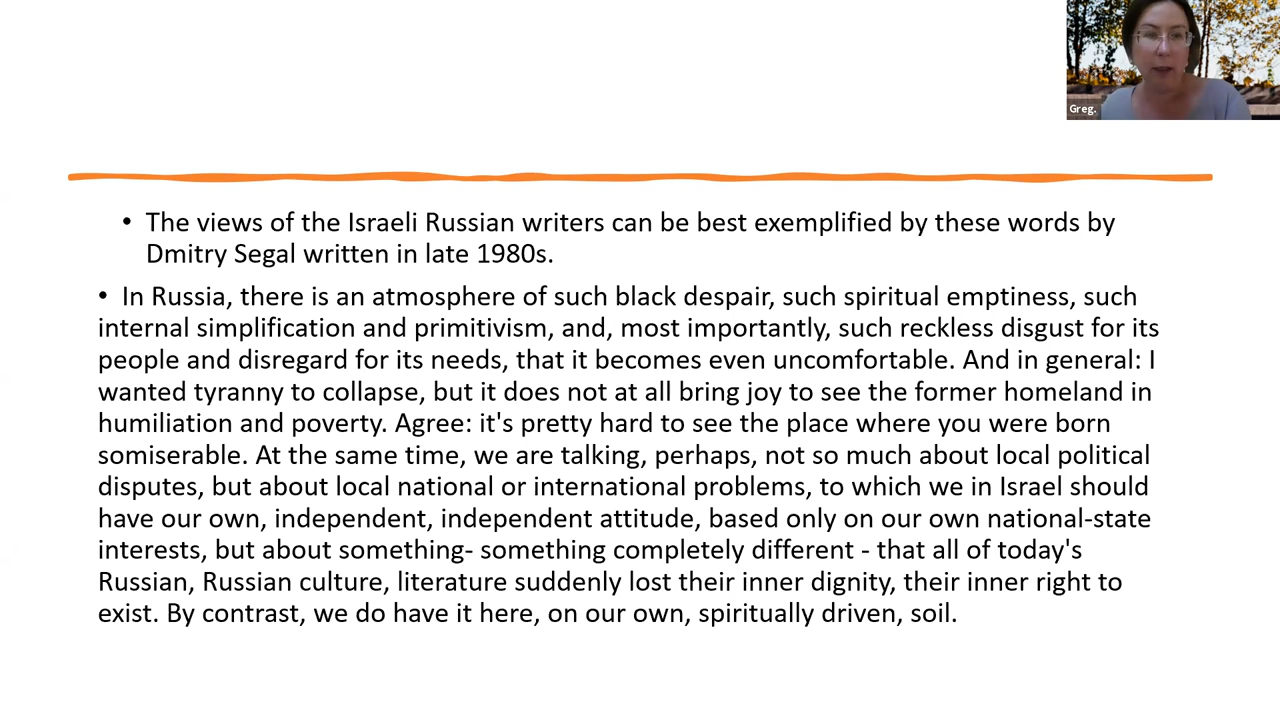 Greg.
• The views of the Israeli Russian writers can be best exemplified by these words by
Dmitry Segal written in late 1980s.
• In Russia, there is an atmosphere of such black despair, such spiritual emptiness, such
internal simplification and primitivism, and, most importantly, such reckless disgust for its
people and disregard for its needs, that it becomes even uncomfortable. And in general: I
wanted tyranny to collapse, but it does not at all bring joy to see the former homeland in
humiliation and poverty. Agree: it's pretty hard to see the place where you were born
somiserable. At the same time, we are talking, perhaps, not so much about local political
disputes, but about local national or international problems, to which we in Israel should
have our own, independent, independent attitude, based only on our own national-state
interests, but about something- something completely different - that all of today's
Russian, Russian culture, literature suddenly lost their inner dignity, their inner right to
exist. By contrast, we do have it here, on our own, spiritually driven, soil.